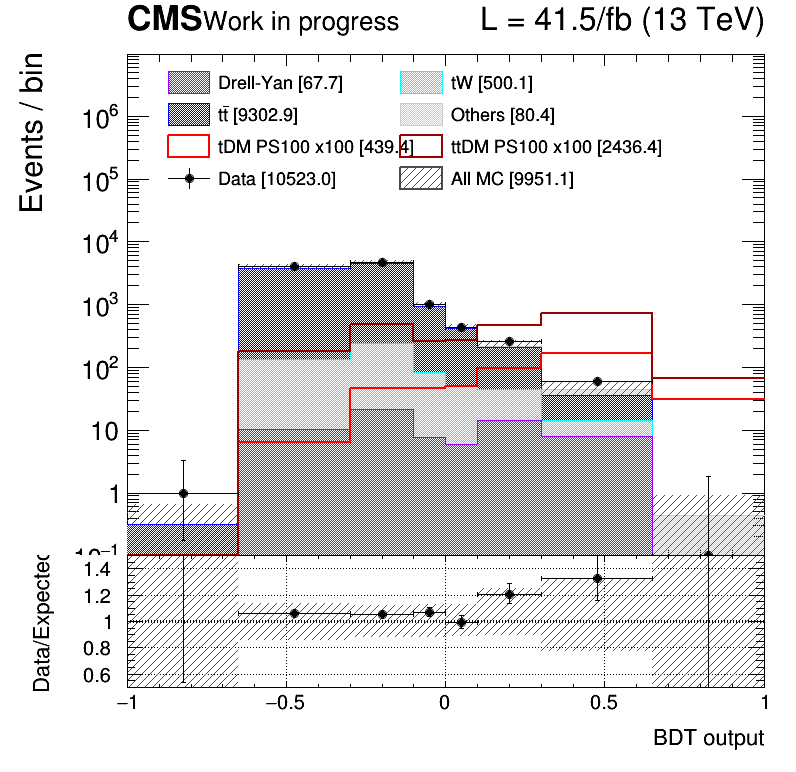 CMS Work in progress L = 41.5/fb (13 TeV)
Events / bin
Drell-Yan [67.7] tW [500.1]
tt̄ [9302.9] Others [80.4]
tDM PS100 x100 [439.4] ttDM PS100 x100 [2436.4]
Data [10523.0] All MC [9951.1]
10⁶
10⁵
10⁴
10³
10²
10
1
10⁻¹
Data/Expected
1.4
1.2
1
0.8
0.6
−1 −0.5 0 0.5 1
BDT output